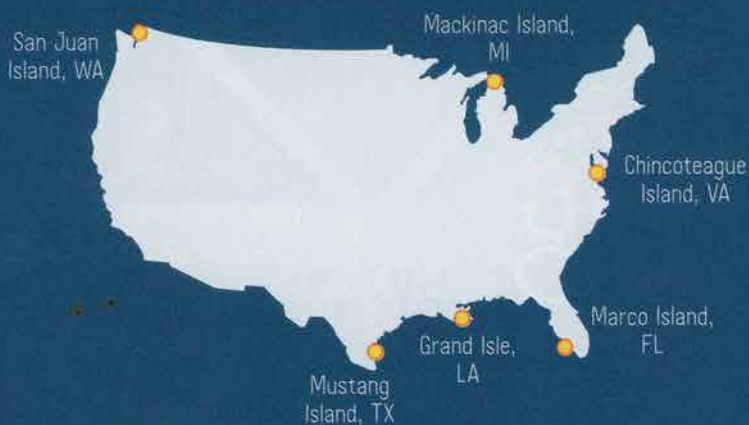 San Juan
Island, WA
Mackinac Island,
MI
Chincoteague
Island, VA
Marco Island,
FL
Grand Isle,
LA
Mustang
Island, TX